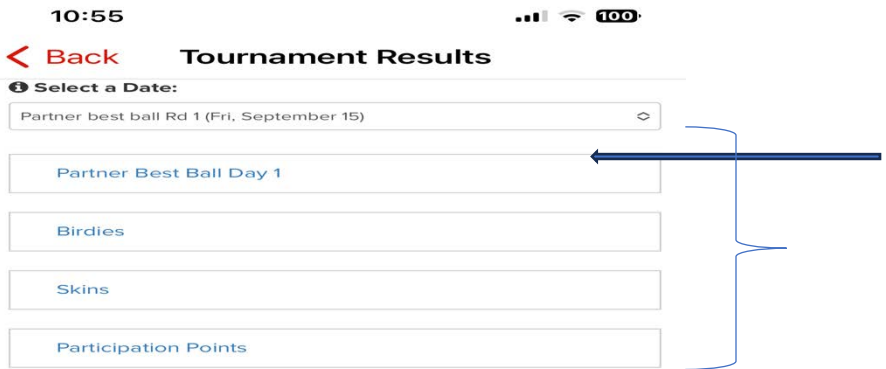 10:55 100
Back Tournament Results
Select a Date:
Partner best ball Rd 1 (Fri, September 15)
Partner Best Ball Day 1
Birdies
Skins
Participation Points